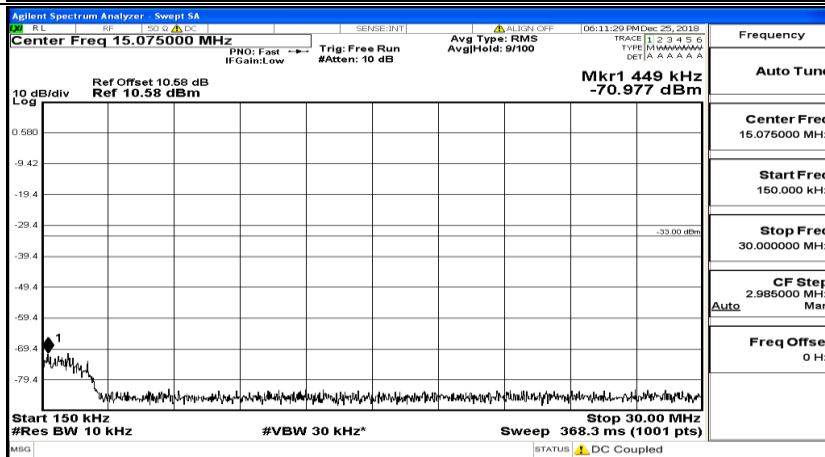 Agilent Spectrum Analyzer - Swept SA
LXI RL RF 50 Ω DC SENSE:INT ALIGN OFF 06:11:29 PM Dec 25, 2018
Center Freq 15.075000 MHz
PNO: Fast
IFGain:Low
Trig: Free Run
#Atten: 10 dB
Avg Type: RMS
Avg|Hold: 9/100
TRACE 1 2 3 4 5 6
TYPE M W W W W W
DET A A A A A A
Ref Offset 10.58 dB
Ref 10.58 dBm
10 dB/div
Log
Mkr1 449 kHz
-70.977 dBm
0.580
-9.42
-19.4
-29.4
-33.00 dBm
-39.4
-49.4
-59.4
-69.4
-79.4
1
Start 150 kHz
#Res BW 10 kHz
#VBW 30 kHz*
Stop 30.00 MHz
Sweep 368.3 ms (1001 pts)
MSG
STATUS DC Coupled
Frequency
Auto Tune
Center Freq
15.075000 MHz
Start Freq
150.000 kHz
Stop Freq
30.000000 MHz
CF Step
2.985000 MHz
Auto Man
Freq Offset
0 Hz